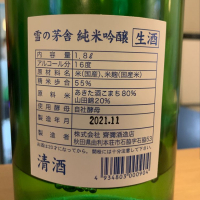 雪の茅舎 純米吟醸 生酒
内容量 1.8ℓ
アルコール分 16度
原材料名 米(国産)、米麹(国産米)
精米歩合 55%
原料米 あきた酒こまち80%
山田錦20%
使用酵母 自社酵母
製造年月 2021.11
製造者 株式会社 齋彌酒造店
秋田県由利本荘市石脇字石脇53
清酒
4934803000934